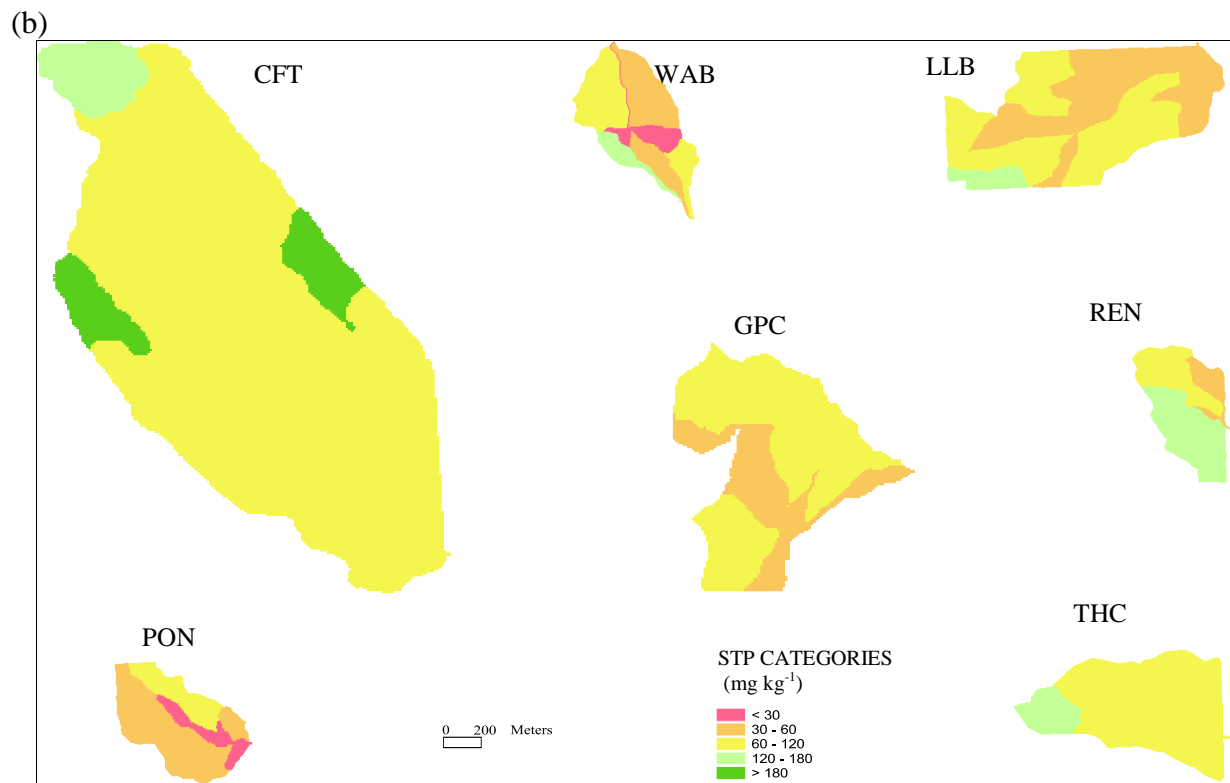 (b)
CFT
WAB
LLB
GPC
REN
PON
THC
STP CATEGORIES
(mg kg⁻¹)
< 30
30 - 60
60 - 120
120 - 180
> 180
0 200 Meters